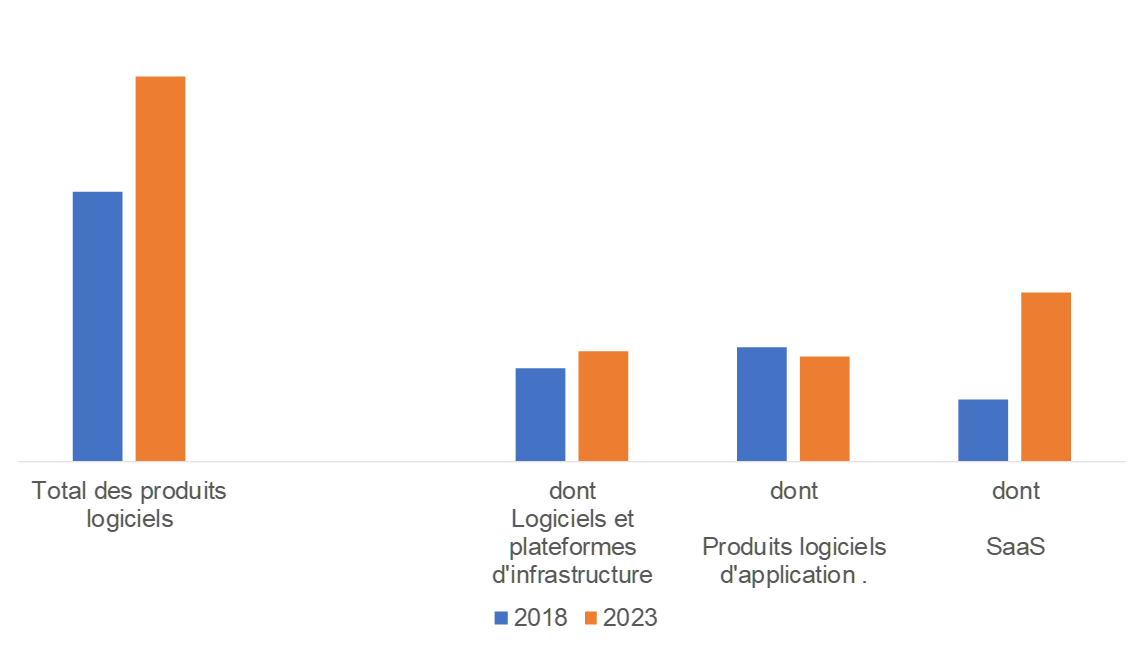 Total des produits
logiciels
dont
Logiciels et
plateformes
d'infrastructure
dont
Produits logiciels
d'application .
dont
SaaS
2018
2023